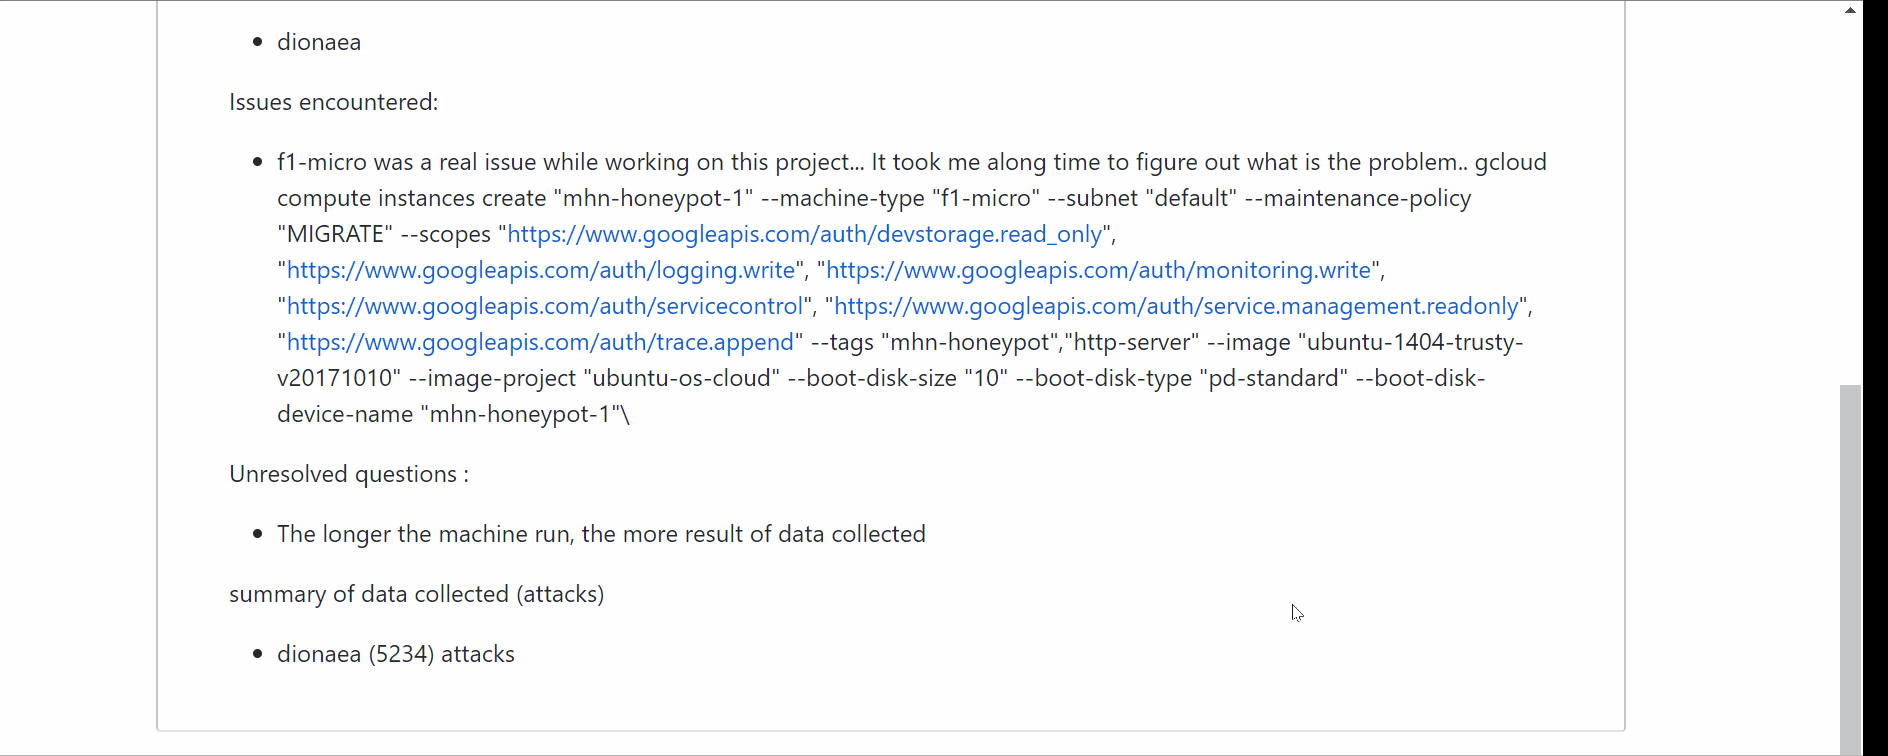 dionaea
Issues encountered:
f1-micro was a real issue while working on this project... It took me along time to figure out what is the problem.. gcloud
compute instances create "mhn-honeypot-1" --machine-type "f1-micro" --subnet "default" --maintenance-policy
"MIGRATE" --scopes "https://www.googleapis.com/auth/devstorage.read_only",
"https://www.googleapis.com/auth/logging.write", "https://www.googleapis.com/auth/monitoring.write",
"https://www.googleapis.com/auth/servicecontrol", "https://www.googleapis.com/auth/service.management.readonly",
"https://www.googleapis.com/auth/trace.append" --tags "mhn-honeypot","http-server" --image "ubuntu-1404-trusty-
v20171010" --image-project "ubuntu-os-cloud" --boot-disk-size "10" --boot-disk-type "pd-standard" --boot-disk-
device-name "mhn-honeypot-1"\
Unresolved questions :
The longer the machine run, the more result of data collected
summary of data collected (attacks)
dionaea (5234) attacks